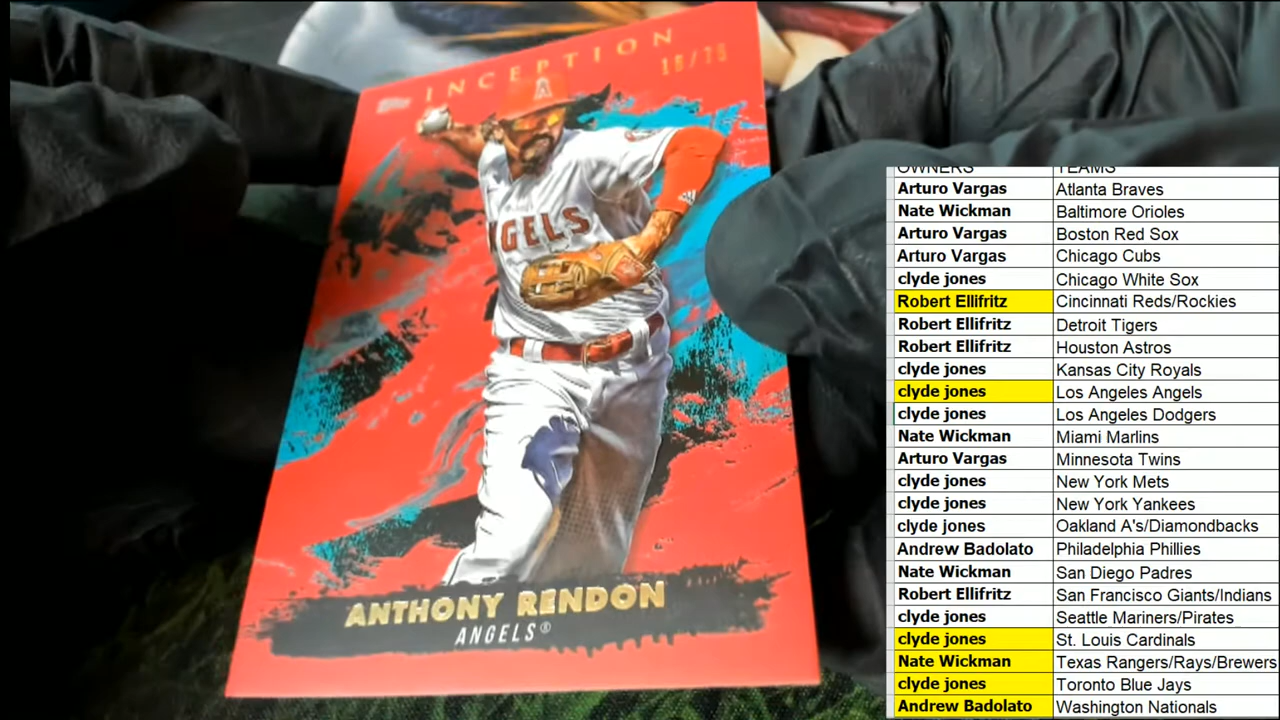 INCEPTION
ANGELS
ANTHONY RENDON
ANGELS®
OWNERS TEAMS
Arturo Vargas Atlanta Braves
Nate Wickman Baltimore Orioles
Arturo Vargas Boston Red Sox
Arturo Vargas Chicago Cubs
clyde jones Chicago White Sox
Robert Ellifritz Cincinnati Reds/Rockies
Robert Ellifritz Detroit Tigers
Robert Ellifritz Houston Astros
clyde jones Kansas City Royals
clyde jones Los Angeles Angels
clyde jones Los Angeles Dodgers
Nate Wickman Miami Marlins
Arturo Vargas Minnesota Twins
clyde jones New York Mets
clyde jones New York Yankees
clyde jones Oakland A's/Diamondbacks
Andrew Badolato Philadelphia Phillies
Nate Wickman San Diego Padres
Robert Ellifritz San Francisco Giants/Indians
clyde jones Seattle Mariners/Pirates
clyde jones St. Louis Cardinals
Nate Wickman Texas Rangers/Rays/Brewers
clyde jones Toronto Blue Jays
Andrew Badolato Washington Nationals